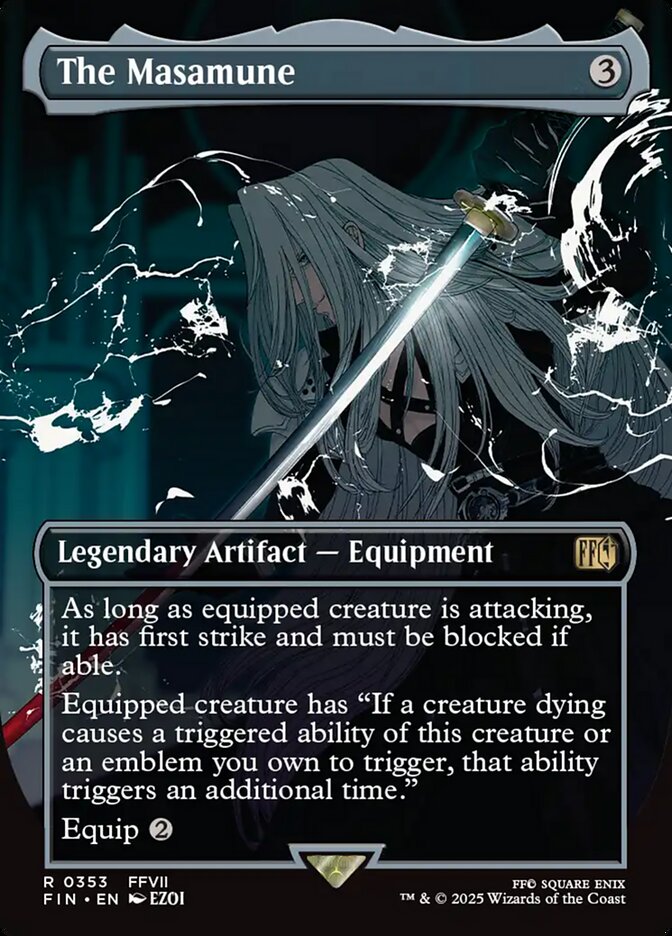 The Masamune 3
Legendary Artifact — Equipment FF
As long as equipped creature is attacking,
it has first strike and must be blocked if
able.
Equipped creature has “If a creature dying
causes a triggered ability of this creature or
an emblem you own to trigger, that ability
triggers an additional time.”
Equip 2
R 0353 FFVII
FIN • EN EZOI
FF© SQUARE ENIX
™ & © 2025 Wizards of the Coast